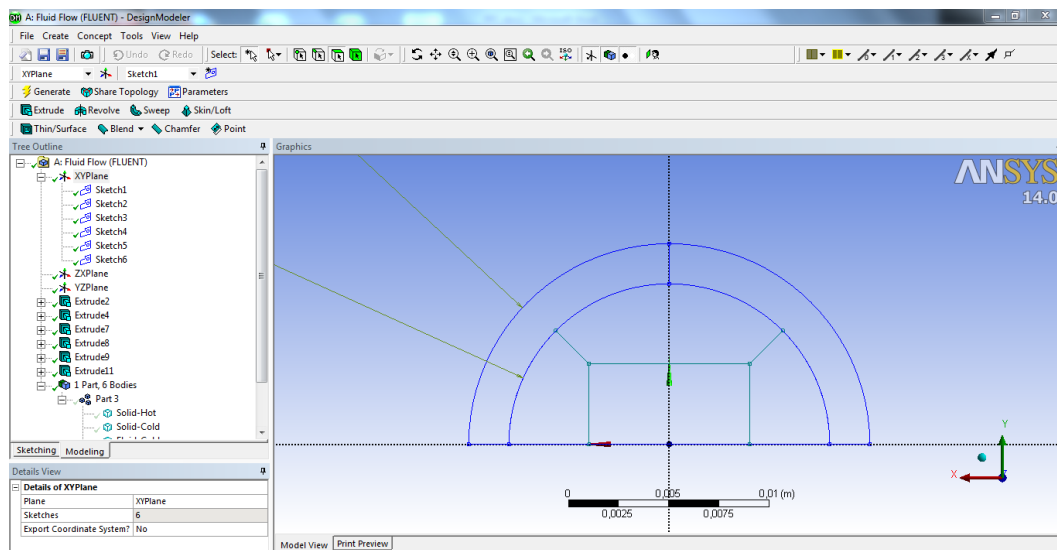 A: Fluid Flow (FLUENT) - DesignModeler
File Create Concept Tools View Help
Undo Redo Select: ISO
XYPlane Sketch1
Generate Share Topology Parameters
Extrude Revolve Sweep Skin/Loft
Thin/Surface Blend Chamfer Point
Tree Outline
A: Fluid Flow (FLUENT)
XYPlane
Sketch1
Sketch2
Sketch3
Sketch4
Sketch5
Sketch6
ZXPlane
YZPlane
Extrude2
Extrude4
Extrude7
Extrude8
Extrude9
Extrude11
1 Part, 6 Bodies
Part 3
Solid-Hot
Solid-Cold
Sketching Modeling
Details View
Details of XYPlane
Plane XYPlane
Sketches 6
Export Coordinate System? No
Graphics
ANSYS
14.0
Y
X
0 0,005 0,01 (m)
0,0025 0,0075
Model View Print Preview